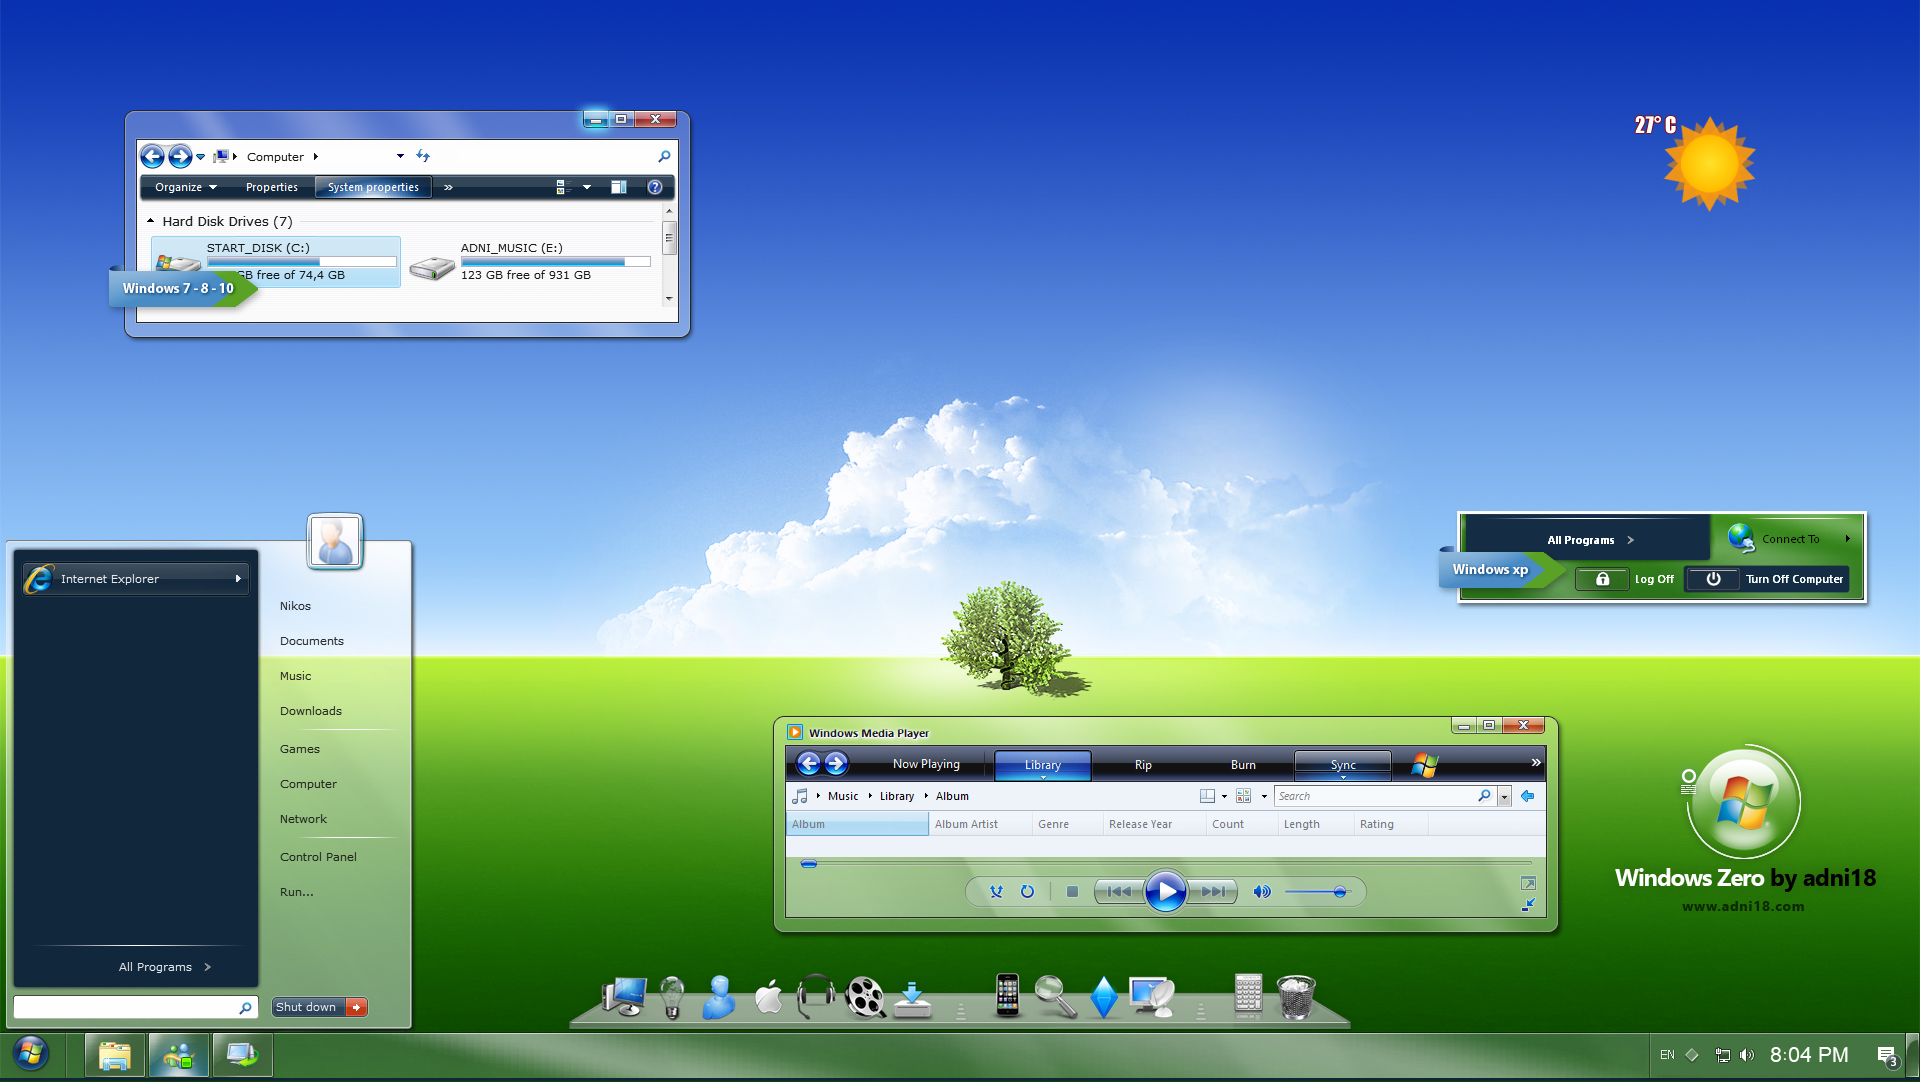 27° C
Computer
Organize Properties System properties »
Hard Disk Drives (7)
START_DISK (C:)
GB free of 74,4 GB
ADNI_MUSIC (E:)
123 GB free of 931 GB
Windows 7 - 8 - 10
All Programs
Connect To
Windows xp
Log Off
Turn Off Computer
Internet Explorer
Nikos
Documents
Music
Downloads
Games
Computer
Network
Control Panel
Run...
All Programs
Shut down
Windows Media Player
Now Playing Library Rip Burn Sync »
Music Library Album
Search
Album Album Artist Genre Release Year Count Length Rating
Windows Zero by adni18
www.adni18.com
EN
8:04 PM
3